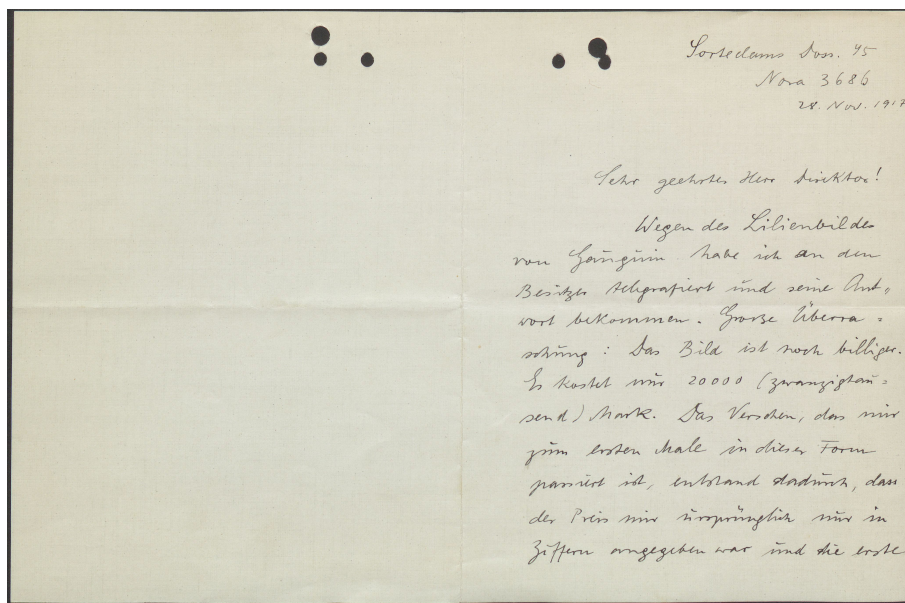 Sortedams Doss. 45
Nora 3686
28. Nov. 1917
Sehr geehrter Herr Direktor!
Wegen des Lilienbildes
von Gauguin habe ich an den
Besitzer telegrafiert und seine Ant-
wort bekommen. Große Überra-
schung: Das Bild ist noch billiger.
Es kostet nur 20000 (zwanzigtau-
send) Mark. Das Versehen, das mir
zum ersten Male in dieser Form
passiert ist, entstand dadurch, dass
der Preis mir ursprünglich nur in
Ziffern angegeben war und die erste